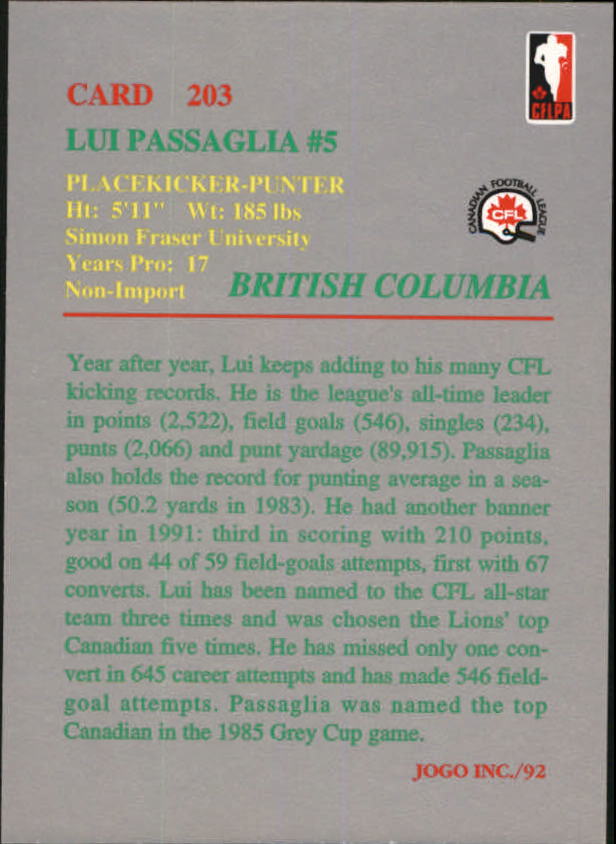 CFLPA
CARD 203
LUI PASSAGLIA #5
PLACEKICKER-PUNTER
CANADIAN FOOTBALL LEAGUE
CFL
Ht: 5'11" Wt: 185 lbs
Simon Fraser University
Years Pro: 17
Non-Import
BRITISH COLUMBIA
Year after year, Lui keeps adding to his many CFL
kicking records. He is the league's all-time leader
in points (2,522), field goals (546), singles (234),
punts (2,066) and punt yardage (89,915). Passaglia
also holds the record for punting average in a sea-
son (50.2 yards in 1983). He had another banner
year in 1991: third in scoring with 210 points,
good on 44 of 59 field-goals attempts, first with 67
converts. Lui has been named to the CFL all-star
team three times and was chosen the Lions' top
Canadian five times. He has missed only one con-
vert in 645 career attempts and has made 546 field-
goal attempts. Passaglia was named the top
Canadian in the 1985 Grey Cup game.
JOGO INC./92